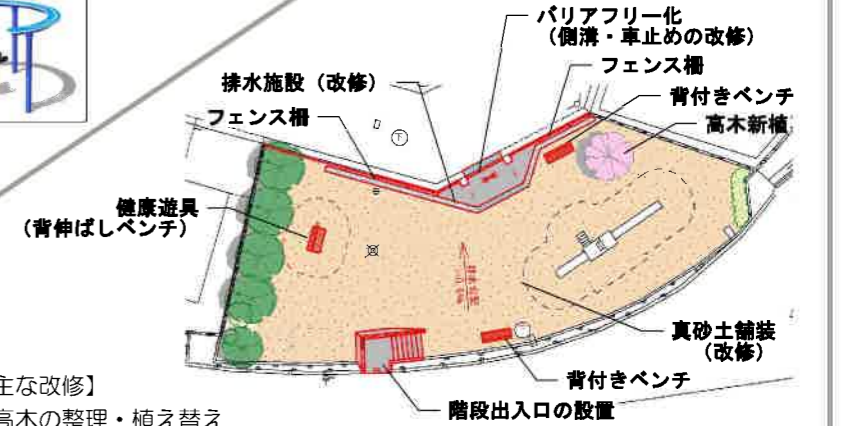 バリアフリー化
(側溝・車止めの改修)
フェンス柵
排水施設(改修)
背付きベンチ
フェンス柵
高木新植
健康遊具
(背伸ばしベンチ)
真砂土舗装
(改修)
背付きベンチ
階段出入口の設置
主な改修】
高木の整理・植え替え